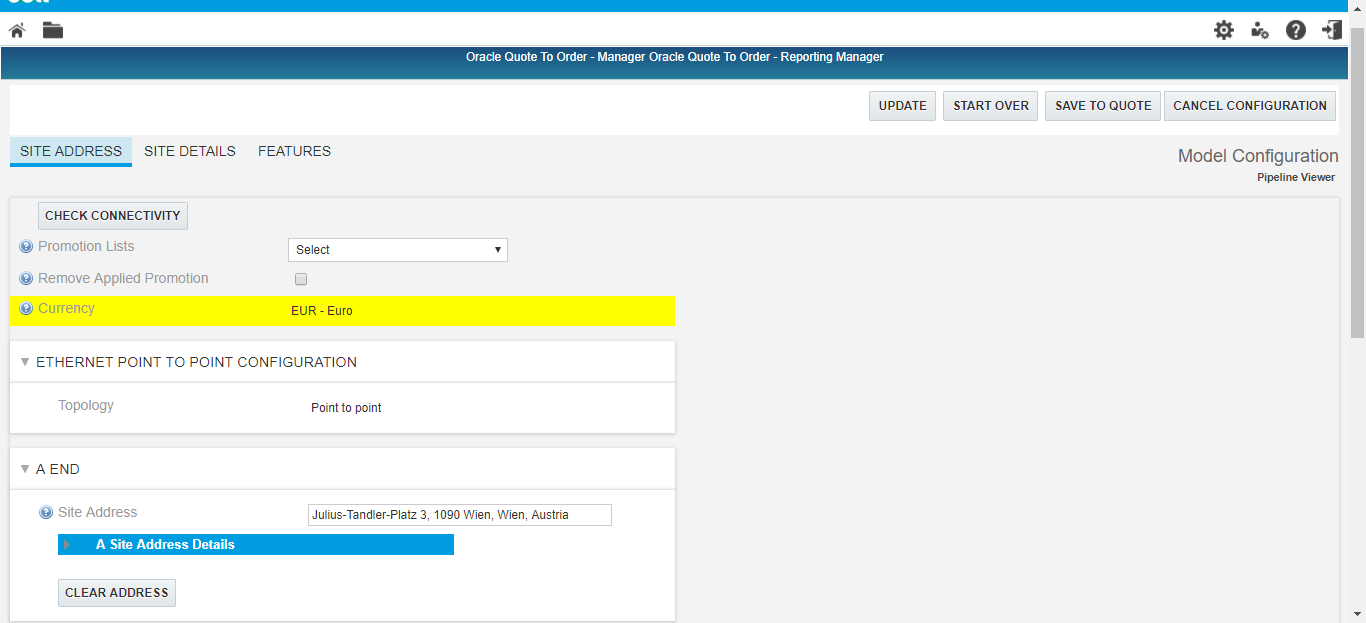 Oracle Quote To Order - Manager Oracle Quote To Order - Reporting Manager
UPDATE START OVER SAVE TO QUOTE CANCEL CONFIGURATION
SITE ADDRESS SITE DETAILS FEATURES
Model Configuration
Pipeline Viewer
CHECK CONNECTIVITY
Promotion Lists Select
Remove Applied Promotion
Currency EUR - Euro
ETHERNET POINT TO POINT CONFIGURATION
Topology Point to point
A END
Site Address Julius-Tandler-Platz 3, 1090 Wien, Wien, Austria
A Site Address Details
CLEAR ADDRESS